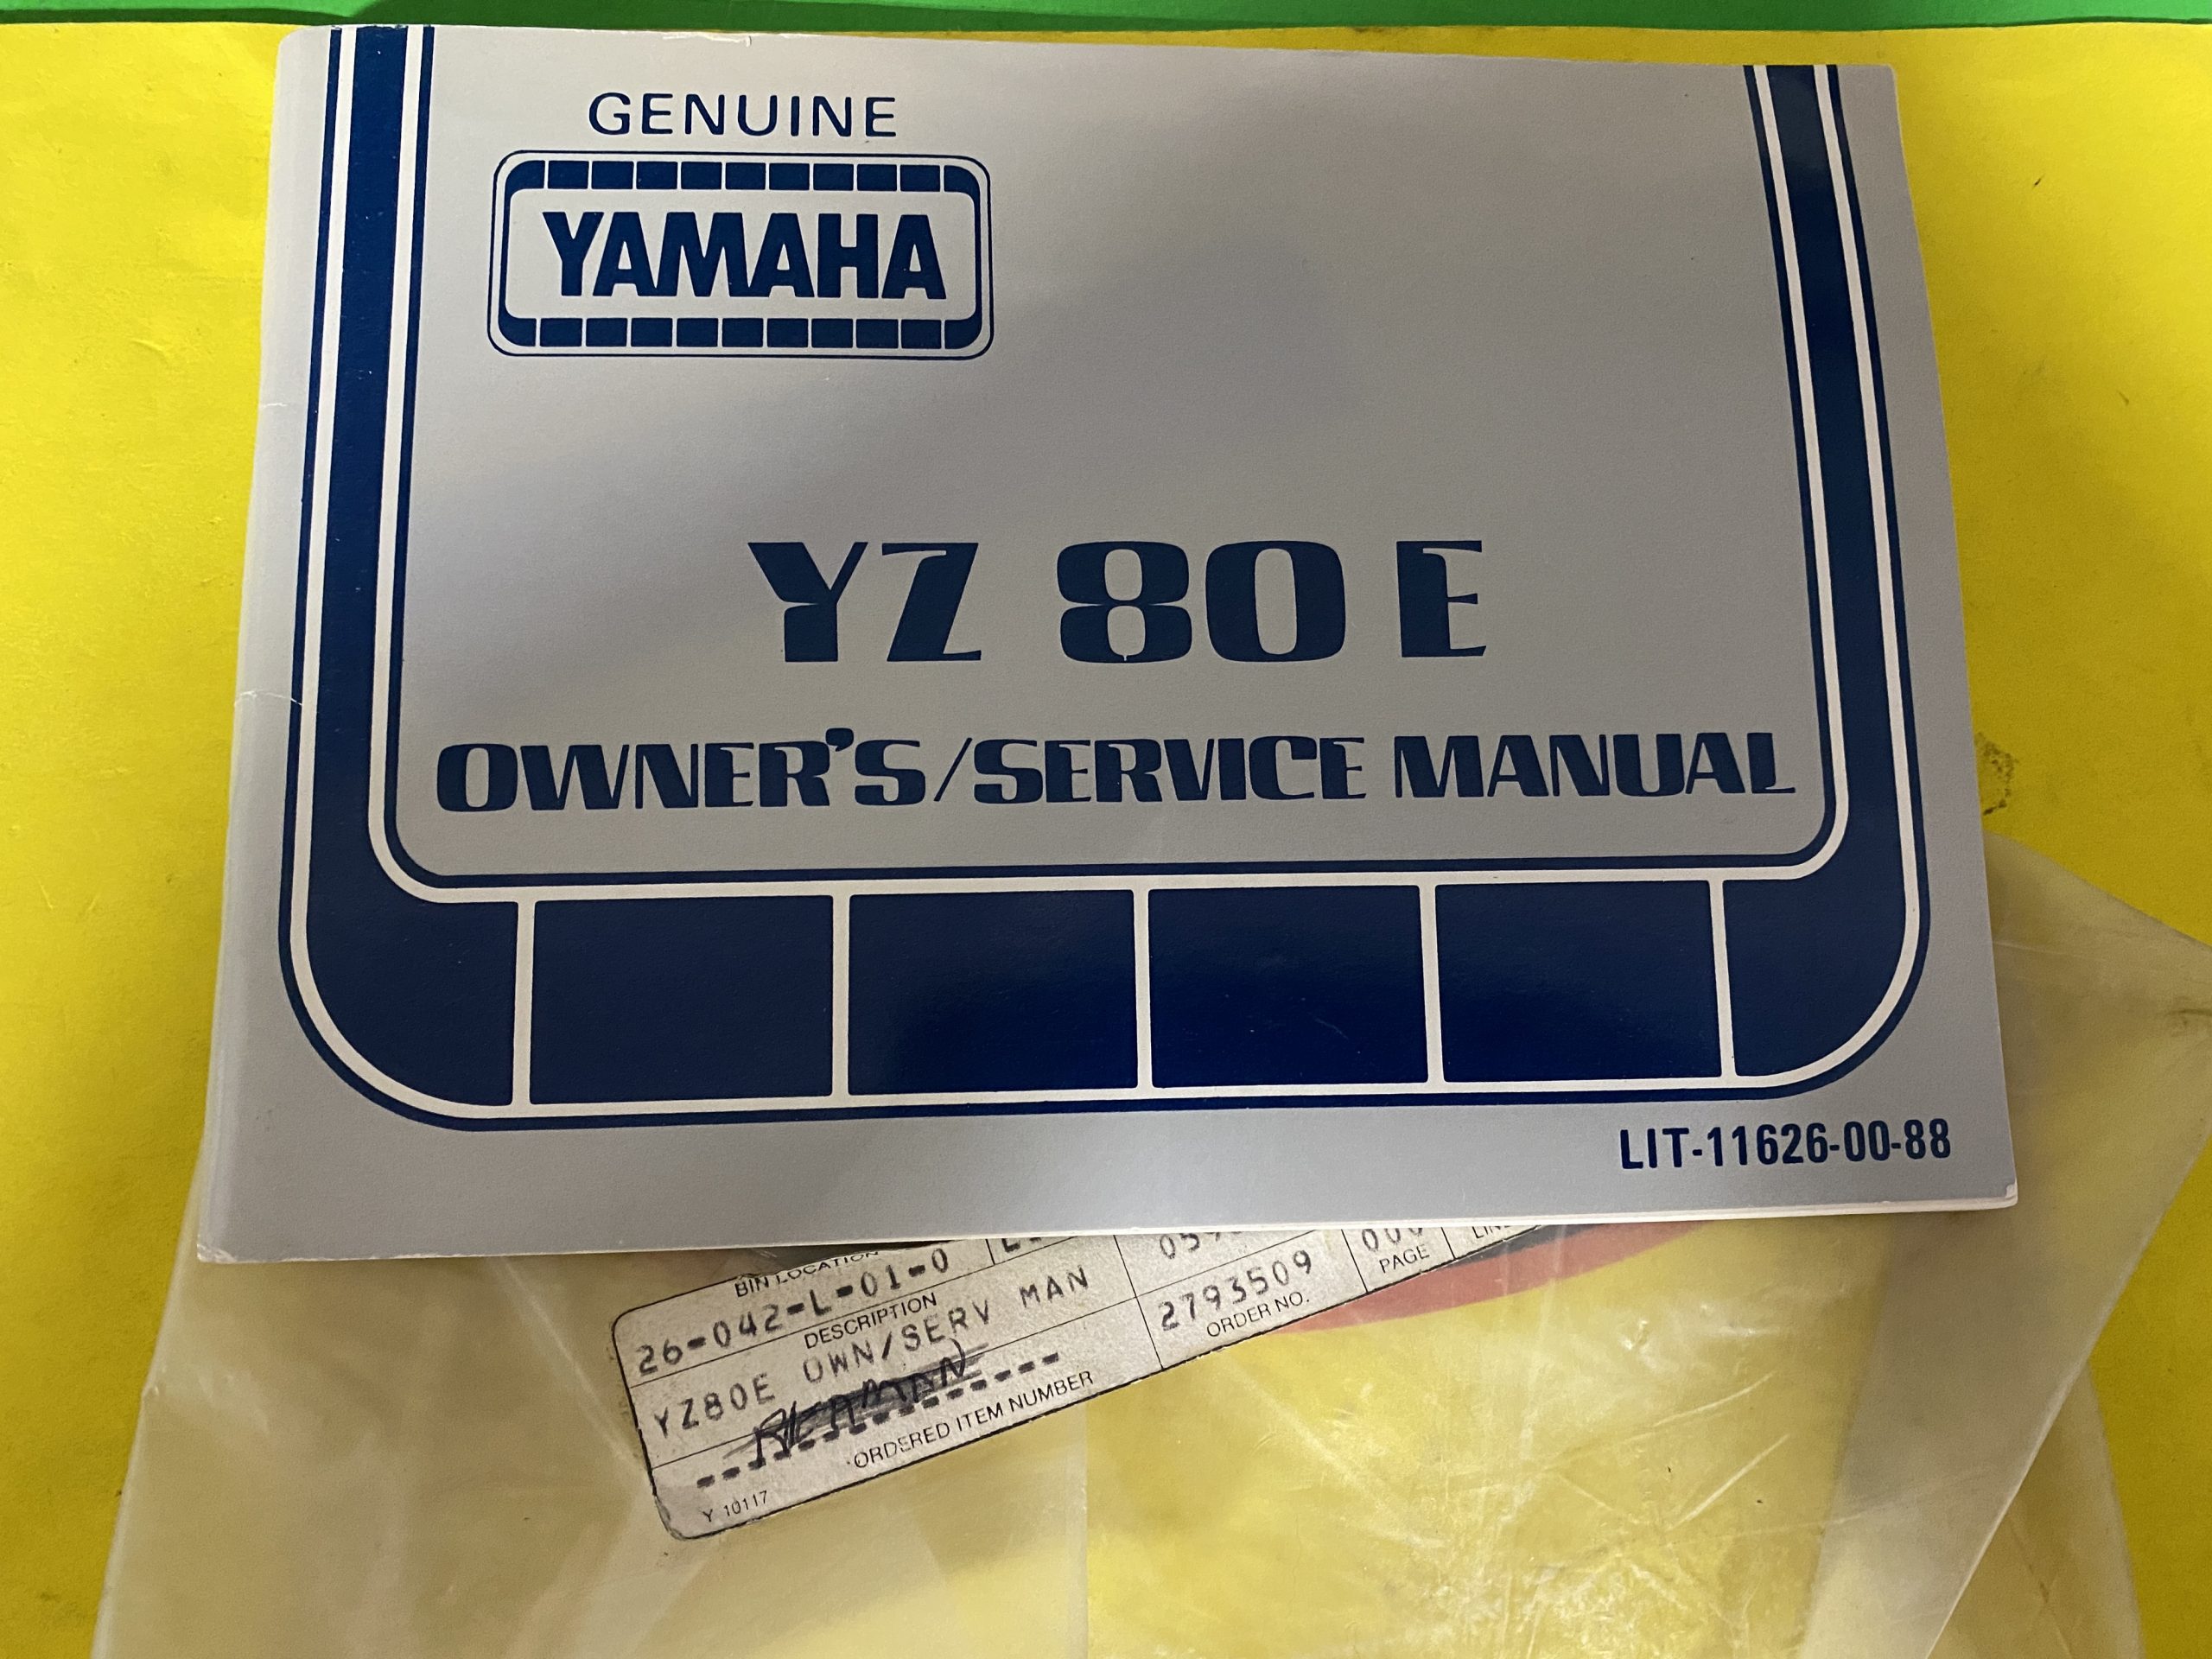 GENUINE
YAMAHA
YZ 80 E
OWNER'S/SERVICE MANUAL
LIT-11626-00-88
BIN LOCATION
26-042-L-01-0
DESCRIPTION
YZ80E OWN/SERV MAN
2793509
ORDER NO.
PAGE
ORDERED ITEM NUMBER
Y 10117